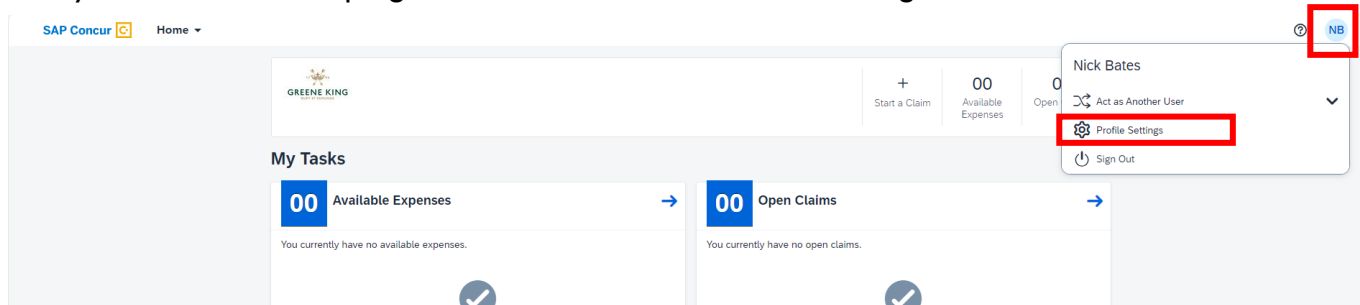 SAP Concur C Home
NB
GREENE KING
+
Start a Claim
00
Available
Expenses
0
Open
Nick Bates
Act as Another User
Profile Settings
Sign Out
My Tasks
00 Available Expenses
You currently have no available expenses.
00 Open Claims
You currently have no open claims.